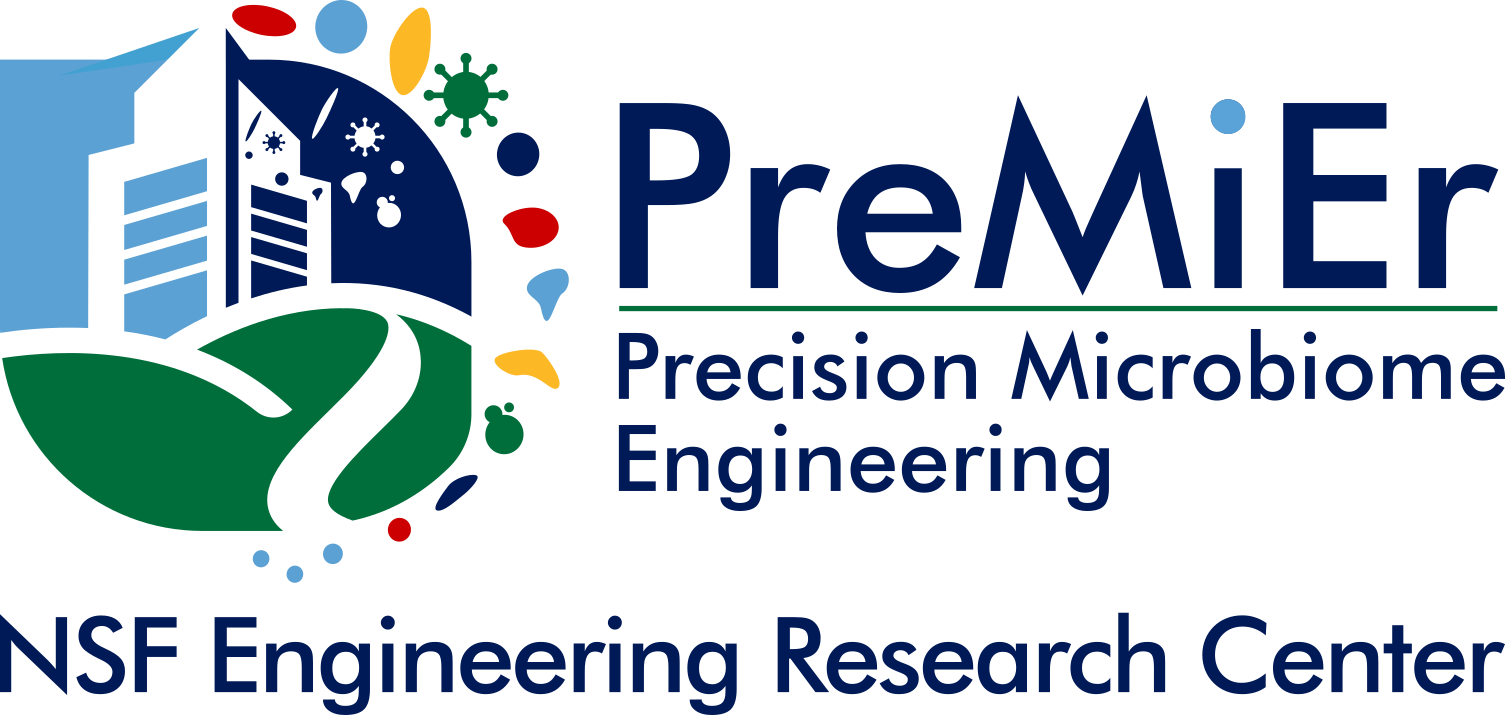 PreMiEr
Precision Microbiome
Engineering
NSF Engineering Research Center